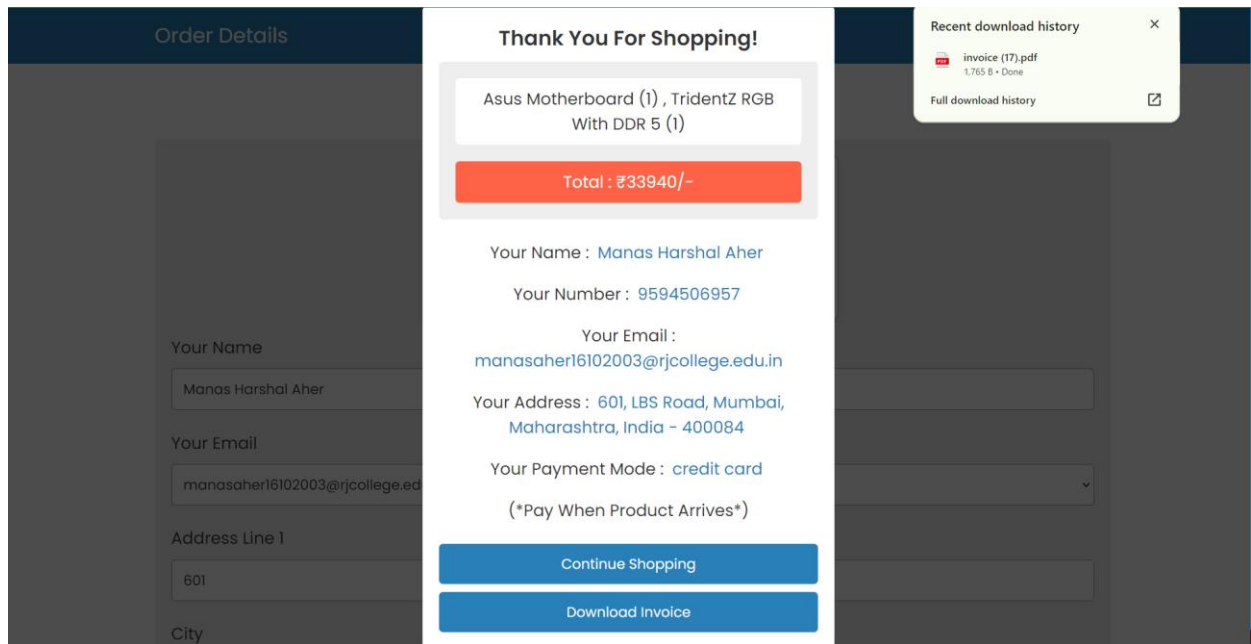 Order Details
Thank You For Shopping!
Asus Motherboard (1) , TridentZ RGB
With DDR 5 (1)
Total : ₹33940/-
Your Name : Manas Harshal Aher
Your Number : 9594506957
Your Email :
manasaher16102003@rjcollege.edu.in
Your Address : 601, LBS Road, Mumbai,
Maharashtra, India - 400084
Your Payment Mode : credit card
(*Pay When Product Arrives*)
Continue Shopping
Download Invoice
Recent download history
PDF
invoice (17).pdf
1,765 B • Done
Full download history
Your Name
Manas Harshal Aher
Your Email
manasaher16102003@rjcollege.ed
Address Line 1
601
City